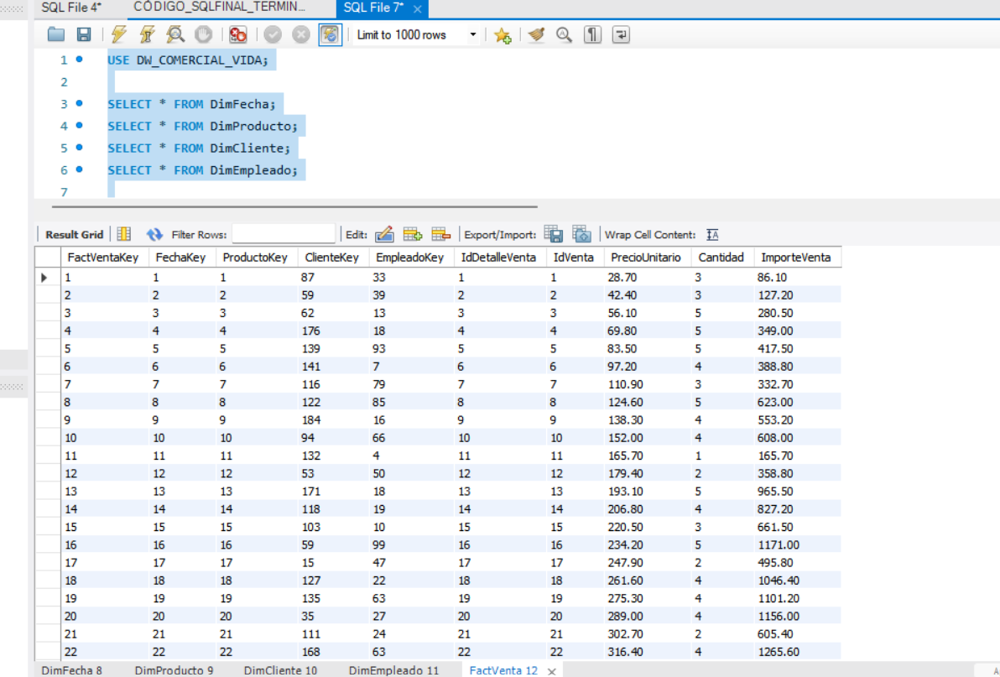 SQL File 4* CÓDIGO_SQLFINAL_TERMIN... SQL File 7*
Limit to 1000 rows
1 USE DW_COMERCIAL_VIDA;
2
3 SELECT * FROM DimFecha;
4 SELECT * FROM DimProducto;
5 SELECT * FROM DimCliente;
6 SELECT * FROM DimEmpleado;
7
Result Grid Filter Rows: Edit: Export/Import: Wrap Cell Content: IA
FactVentaKey FechaKey ProductoKey ClienteKey EmpleadoKey IdDetalleVenta IdVenta PrecioUnitario Cantidad ImporteVenta
1 1 1 87 33 1 1 28.70 3 86.10
2 2 2 59 39 2 2 42.40 3 127.20
3 3 3 62 13 3 3 56.10 5 280.50
4 4 4 176 18 4 4 69.80 5 349.00
5 5 5 139 93 5 5 83.50 5 417.50
6 6 6 141 7 6 6 97.20 4 388.80
7 7 7 116 79 7 7 110.90 3 332.70
8 8 8 122 85 8 8 124.60 5 623.00
9 9 9 184 16 9 9 138.30 4 553.20
10 10 10 94 66 10 10 152.00 4 608.00
11 11 11 132 4 11 11 165.70 1 165.70
12 12 12 53 50 12 12 179.40 2 358.80
13 13 13 171 18 13 13 193.10 5 965.50
14 14 14 118 19 14 14 206.80 4 827.20
15 15 15 103 10 15 15 220.50 3 661.50
16 16 16 59 99 16 16 234.20 5 1171.00
17 17 17 15 47 17 17 247.90 2 495.80
18 18 18 127 22 18 18 261.60 4 1046.40
19 19 19 135 63 19 19 275.30 4 1101.20
20 20 20 35 27 20 20 289.00 4 1156.00
21 21 21 111 24 21 21 302.70 2 605.40
22 22 22 168 63 22 22 316.40 4 1265.60
DimFecha 8 DimProducto 9 DimCliente 10 DimEmpleado 11 FactVenta 12